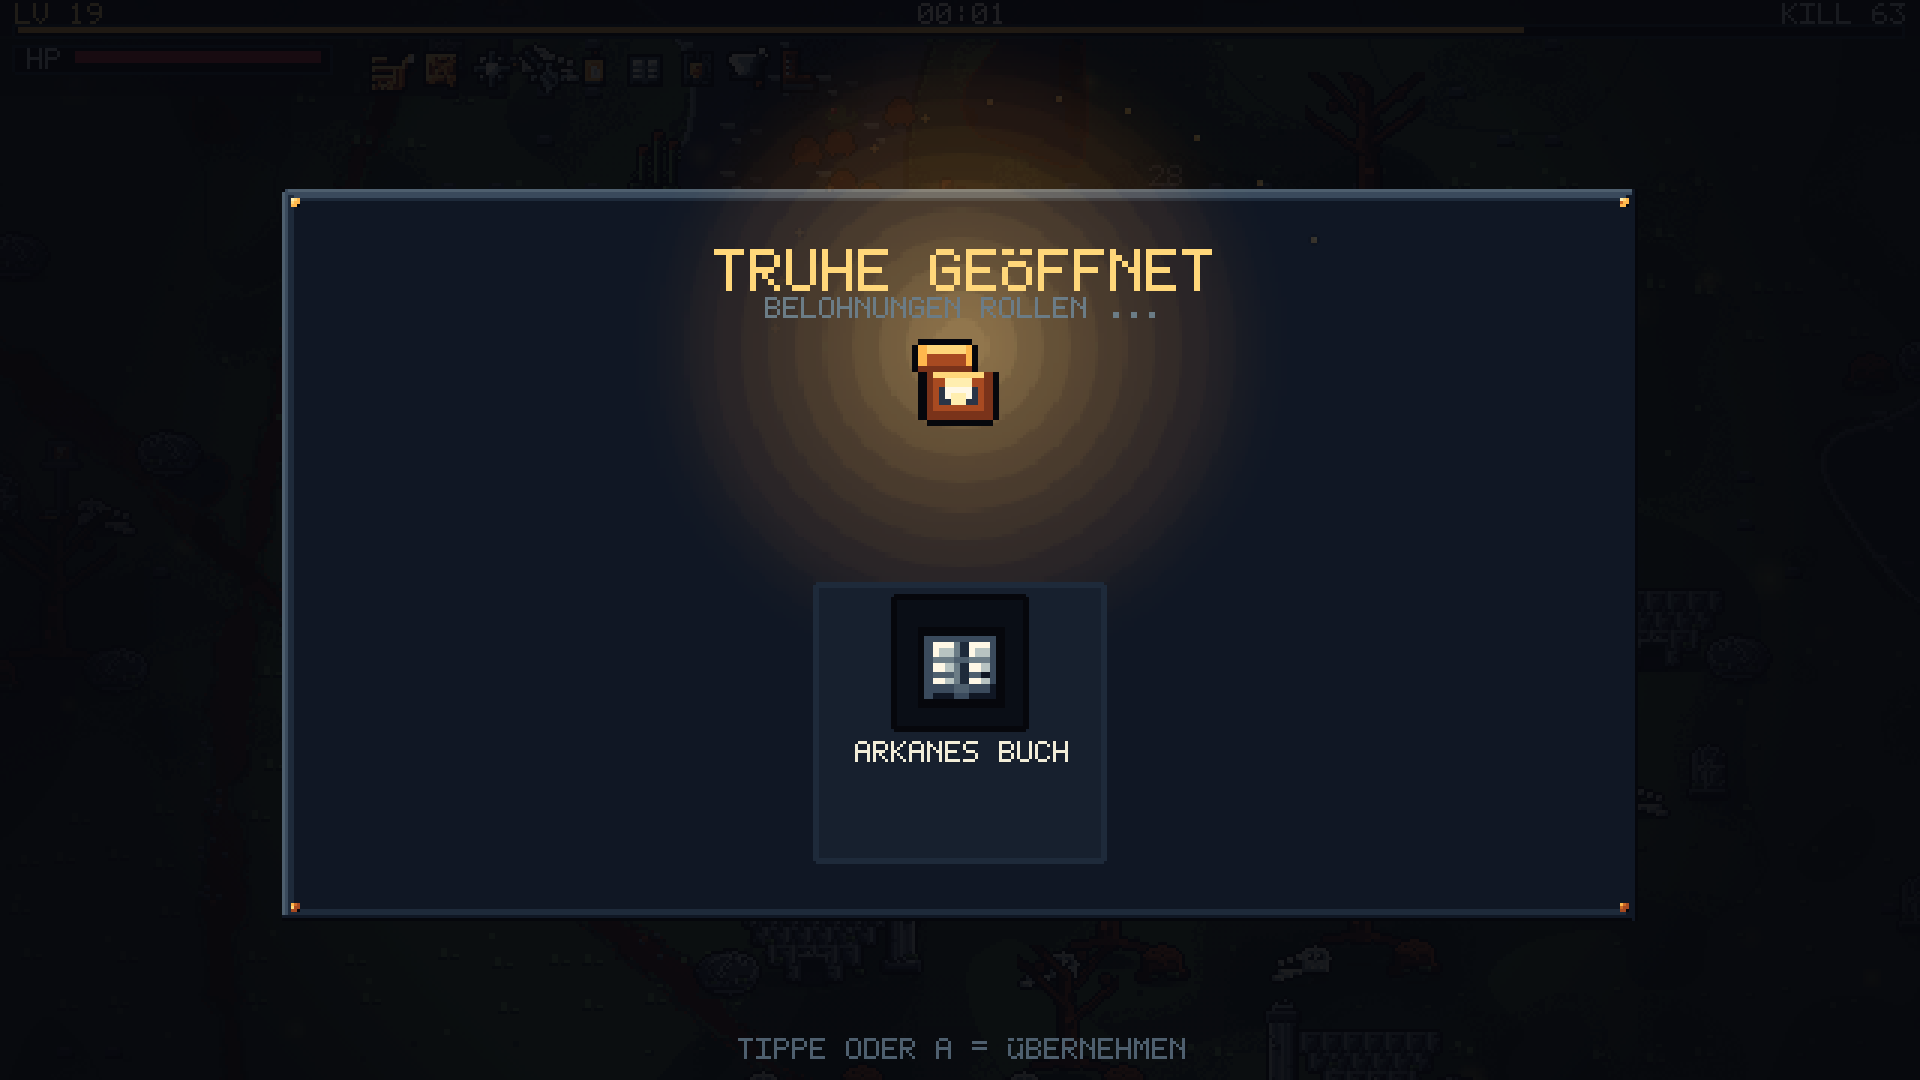 LV 19
00:01
KILL 63
HP
28
TRUHE GEÖFFNET
BELOHNUNGEN ROLLEN ...
ARKANES BUCH
TIPPE ODER A = ÜBERNEHMEN